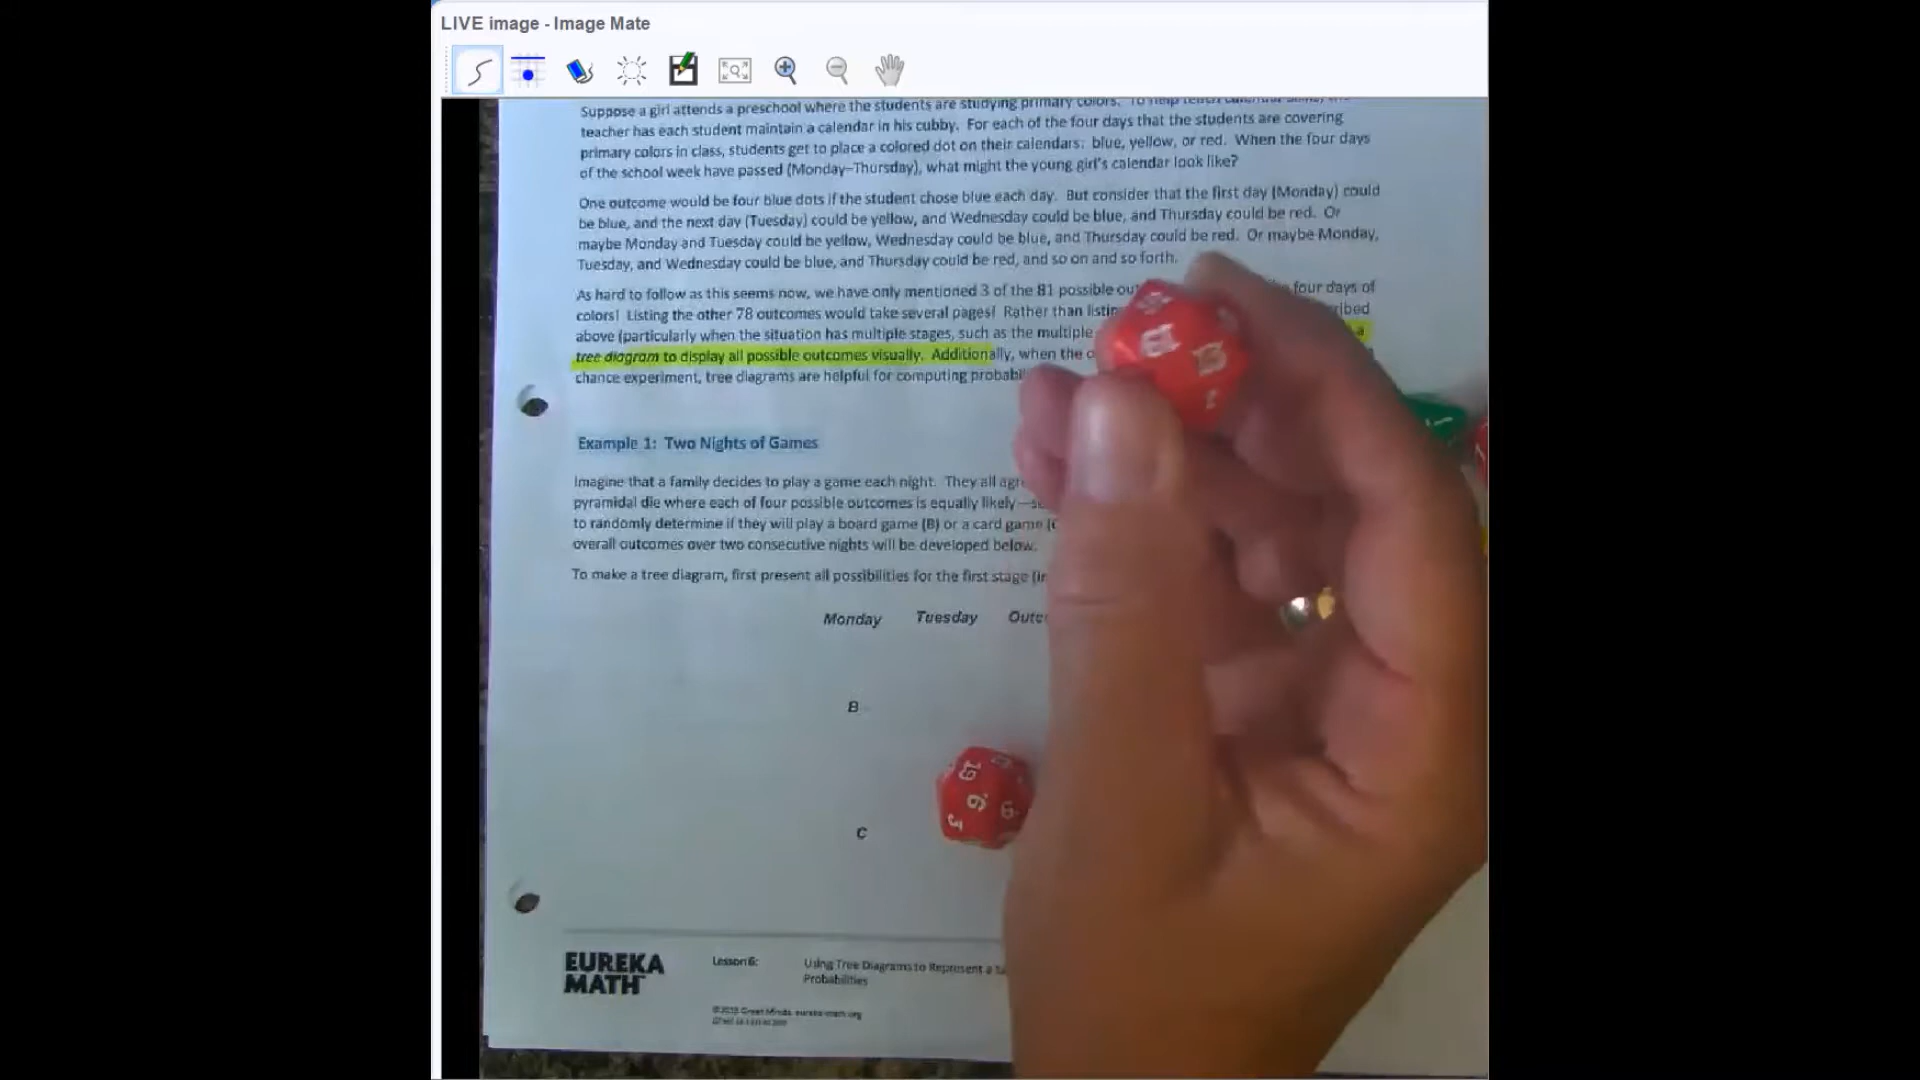 LIVE image - Image Mate
Suppose a girl attends a preschool where the students are studying primary colors. To help teach calendar skills, the
teacher has each student maintain a calendar in his cubby. For each of the four days that the students are covering
primary colors in class, students get to place a colored dot on their calendars: blue, yellow, or red. When the four days
of the school week have passed (Monday–Thursday), what might the young girl's calendar look like?
One outcome would be four blue dots if the student chose blue each day. But consider that the first day (Monday) could
be blue, and the next day (Tuesday) could be yellow, and Wednesday could be blue, and Thursday could be red. Or
maybe Monday and Tuesday could be yellow, Wednesday could be blue, and Thursday could be red. Or maybe Monday,
Tuesday, and Wednesday could be blue, and Thursday could be red, and so on and so forth.
As hard to follow as this seems now, we have only mentioned 3 of the 81 possible four days of
colors! Listing the other 78 outcomes would take several pages! Rather than
above (particularly when the situation has multiple stages, such as the multiple a
tree diagram to display all possible outcomes visually. Additionally, when the
chance experiment, tree diagrams are helpful for computing
Example 1: Two Nights of Games
Imagine that a family decides to play a game each night. They all
pyramidal die where each of four possible outcomes is equally likely—
to randomly determine if they will play a board game (B) or a card game
overall outcomes over two consecutive nights will be developed below.
To make a tree diagram, first present all possibilities for the first stage
Monday Tuesday
B
19
6
9
3
C
EUREKA
MATH
Lesson 6:
Using Tree Diagrams to Represent a
Probabilities